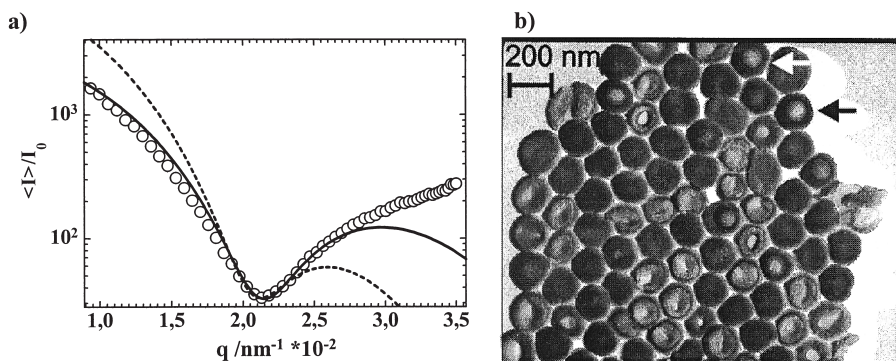 a)
<I>/I0
10³
10²
1,0 1,5 2,0 2,5 3,0 3,5
q /nm⁻¹ *10⁻²
b)
200 nm